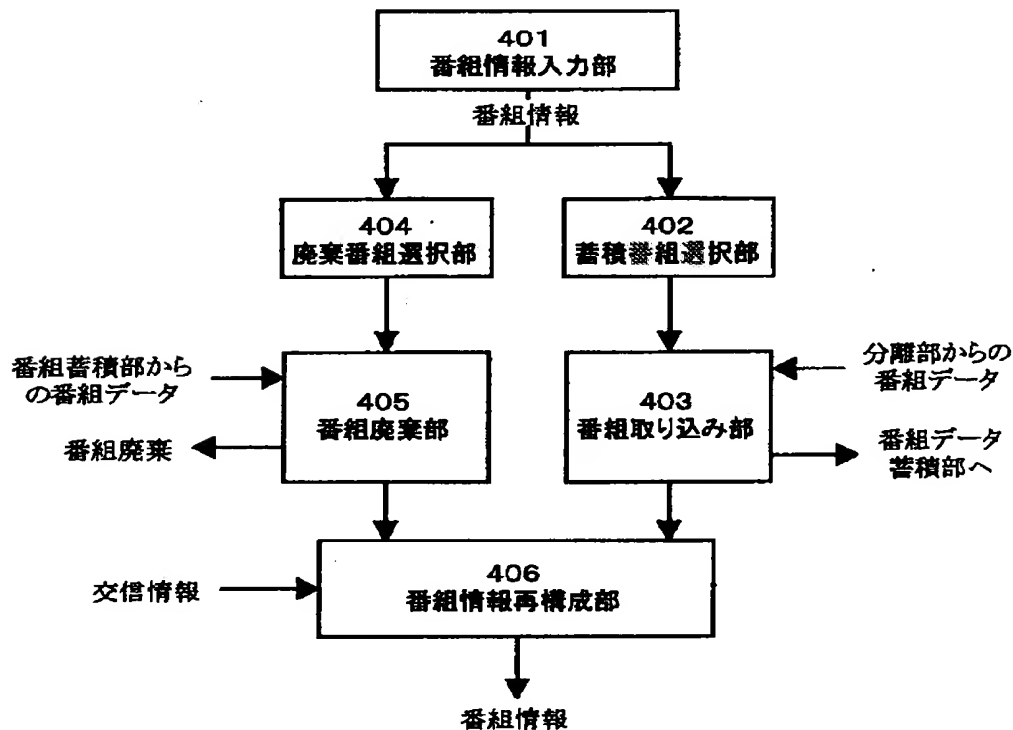 401
番組情報入力部
番組情報
404
廃棄番組選択部
402
蓄積番組選択部
番組蓄積部から
の番組データ
番組廃棄
405
番組廃棄部
403
番組取り込み部
分離部からの
番組データ
番組データ
蓄積部へ
交信情報
406
番組情報再構成部
番組情報